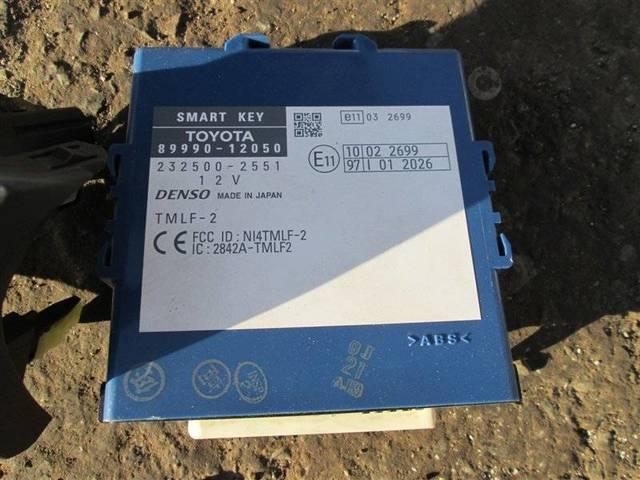 SMART KEY
TOYOTA
89990-12050
232500-2551
12V
DENSO MADE IN JAPAN
TMLF-2
CE FCC ID : NI4TMLF-2
IC : 2842A-TMLF2
e11 03 2699
E11 10 02 2699
97 I 01 2026
>ABS<